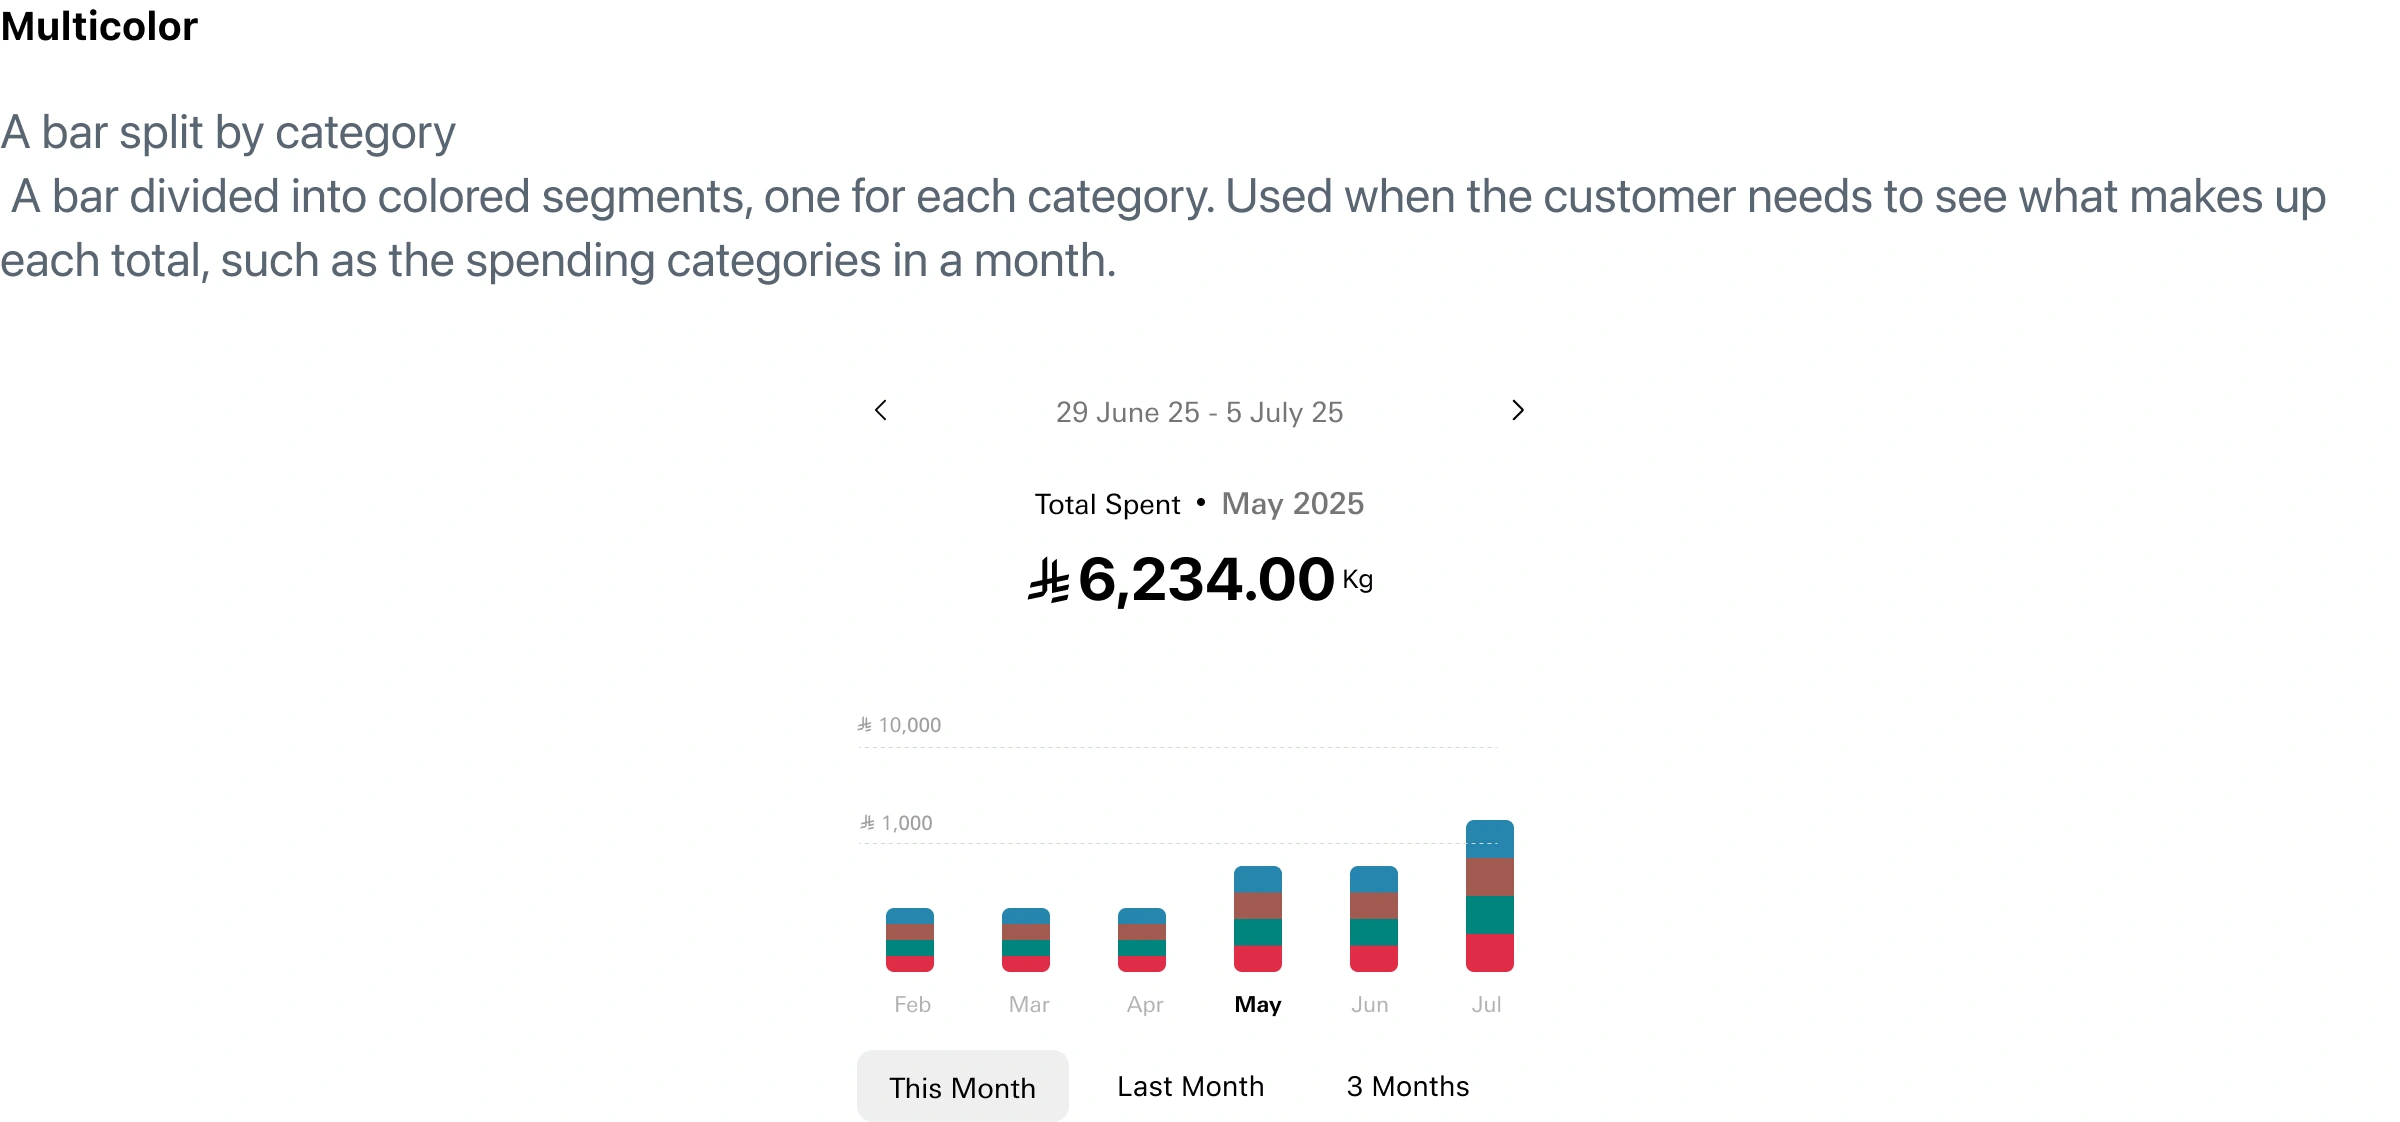 Multicolor
A bar split by category
A bar divided into colored segments, one for each category. Used when the customer needs to see what makes up
each total, such as the spending categories in a month.
29 June 25 - 5 July 25
Total Spent • May 2025
⃁ 6,234.00 Kg
⃁ 10,000
⃁ 1,000
Feb Mar Apr May Jun Jul
This Month Last Month 3 Months